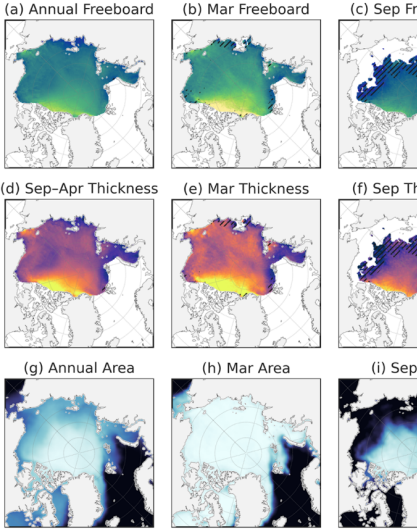 (a) Annual Freeboard (b) Mar Freeboard (c) Sep Fr
(d) Sep–Apr Thickness (e) Mar Thickness (f) Sep Th
(g) Annual Area (h) Mar Area (i) Sep